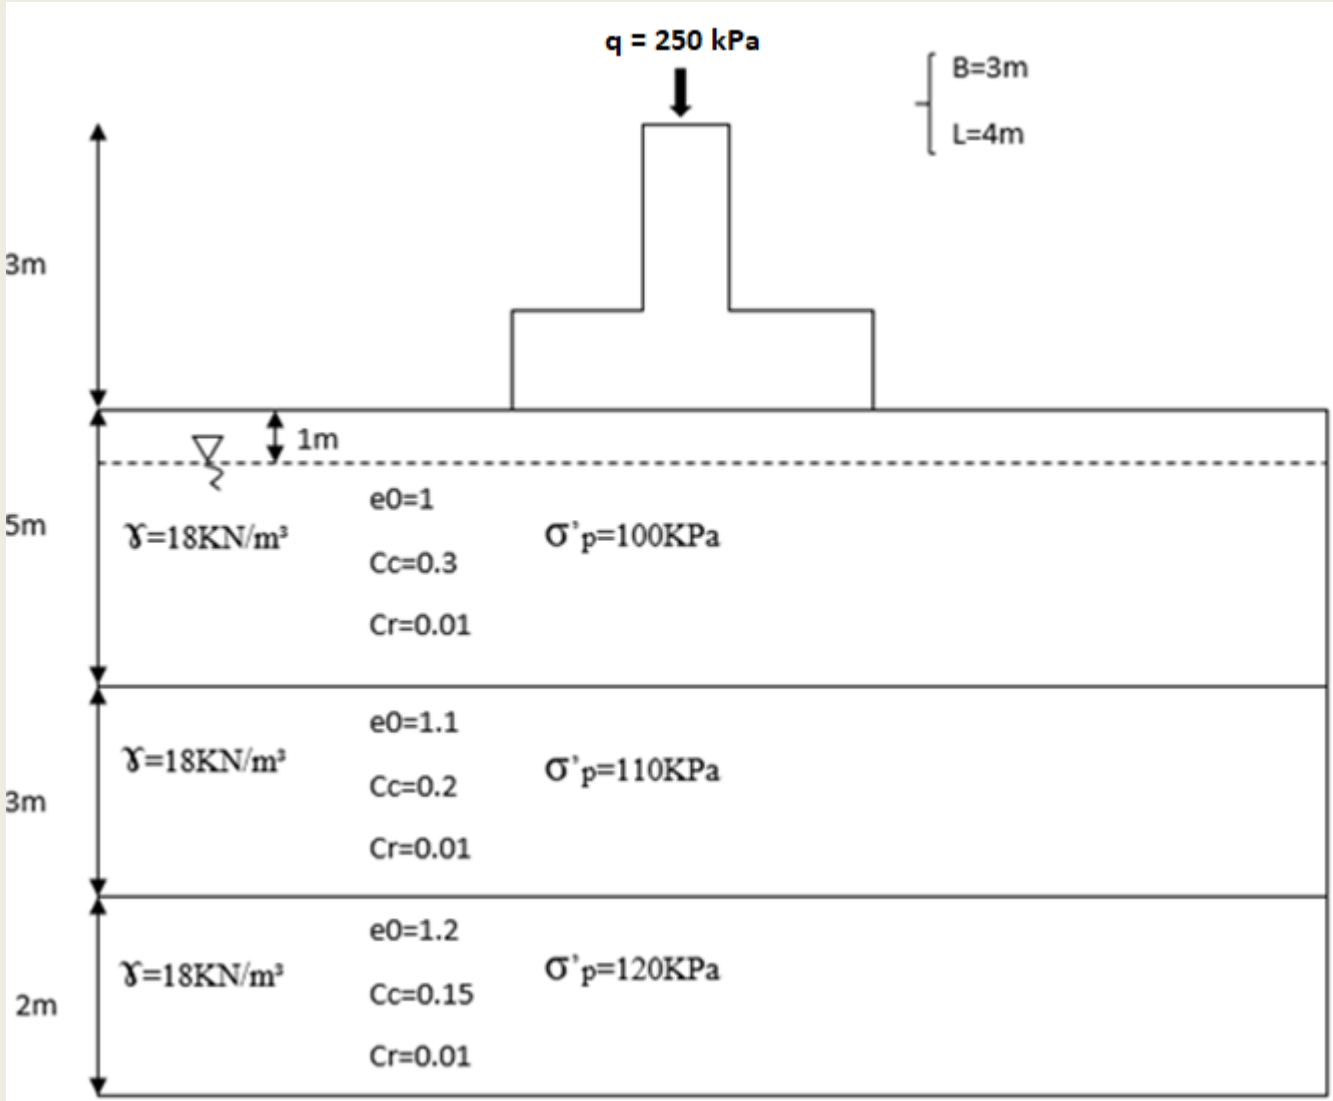 q = 250 kPa
B=3m
L=4m
3m
1m
5m
e0=1
ɤ=18KN/m³
σ'p=100KPa
Cc=0.3
Cr=0.01
e0=1.1
ɤ=18KN/m³
σ'p=110KPa
3m
Cc=0.2
Cr=0.01
e0=1.2
ɤ=18KN/m³
σ'p=120KPa
2m
Cc=0.15
Cr=0.01